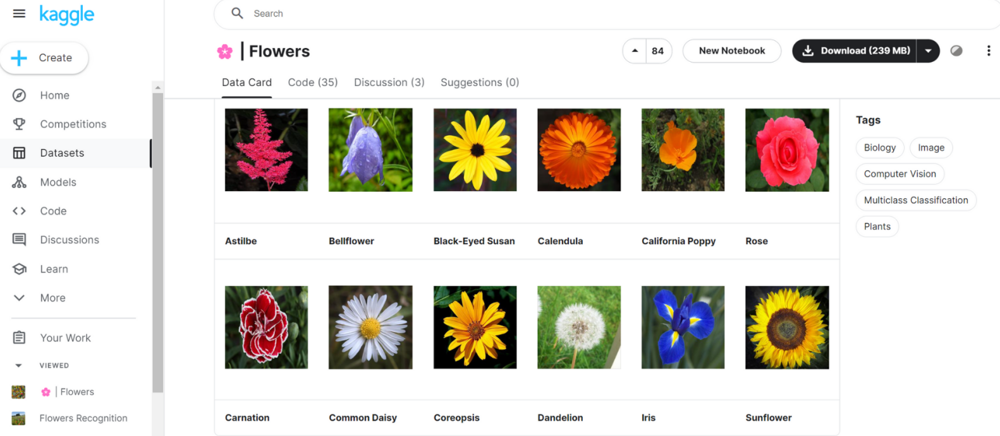 kaggle
Search
Create
| Flowers
84
New Notebook
Download (239 MB)
Data Card
Code (35)
Discussion (3)
Suggestions (0)
Home
Competitions
Datasets
Models
Code
Discussions
Learn
More
Your Work
VIEWED
| Flowers
Flowers Recognition
Astilbe
Bellflower
Black-Eyed Susan
Calendula
California Poppy
Rose
Carnation
Common Daisy
Coreopsis
Dandelion
Iris
Sunflower
Tags
Biology
Image
Computer Vision
Multiclass Classification
Plants